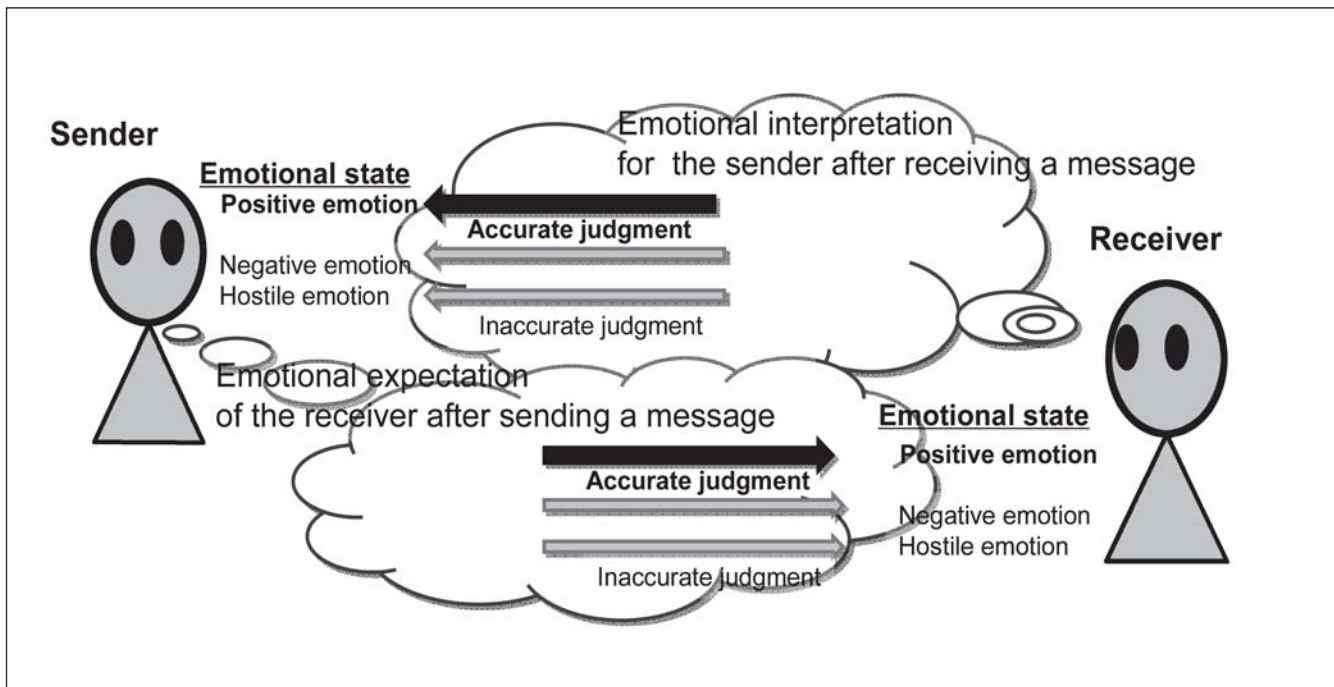 Sender
Emotional state
Positive emotion
Negative emotion
Hostile emotion
Emotional interpretation
for the sender after receiving a message
Accurate judgment
Inaccurate judgment
Receiver
Emotional expectation
of the receiver after sending a message
Accurate judgment
Inaccurate judgment
Emotional state
Positive emotion
Negative emotion
Hostile emotion